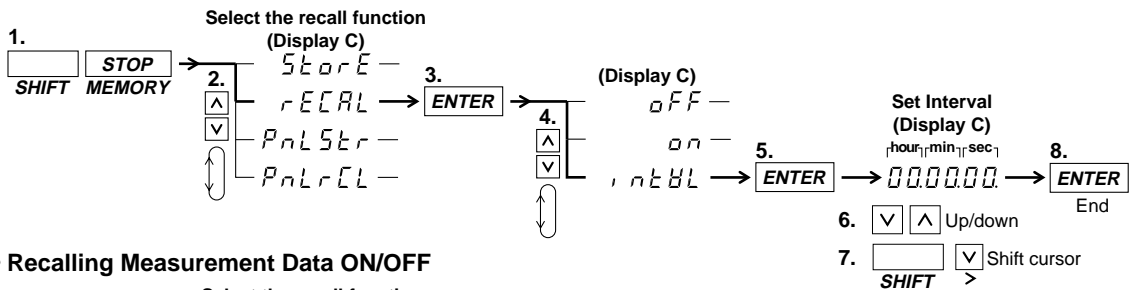 Select the recall function
(Display C)
1.
STOP
SHIFT MEMORY
2.
StorE
rECAL
PnLStr
PnLrCL
3.
ENTER
4.
(Display C)
oFF
on
intVAL
5.
ENTER
Set Interval
(Display C)
hour min sec
00.00.00.
8.
ENTER
End
6. Up/down
7. Shift cursor
SHIFT >
Recalling Measurement Data ON/OFF